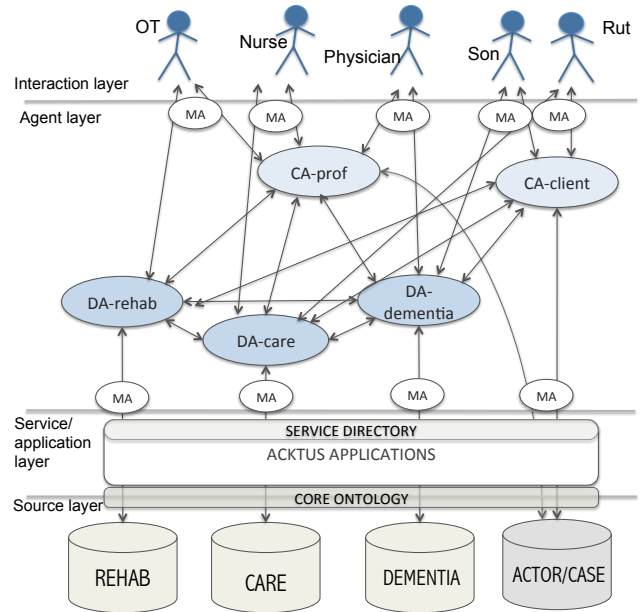 OT
Nurse
Physician
Son
Rut
Interaction layer
Agent layer
MA
MA
MA
MA
MA
CA-prof
CA-client
DA-rehab
DA-
dementia
DA-care
MA
MA
MA
MA
Service/
application
layer
SERVICE DIRECTORY
ACKTUS APPLICATIONS
Source layer
CORE ONTOLOGY
REHAB
CARE
DEMENTIA
ACTOR/CASE